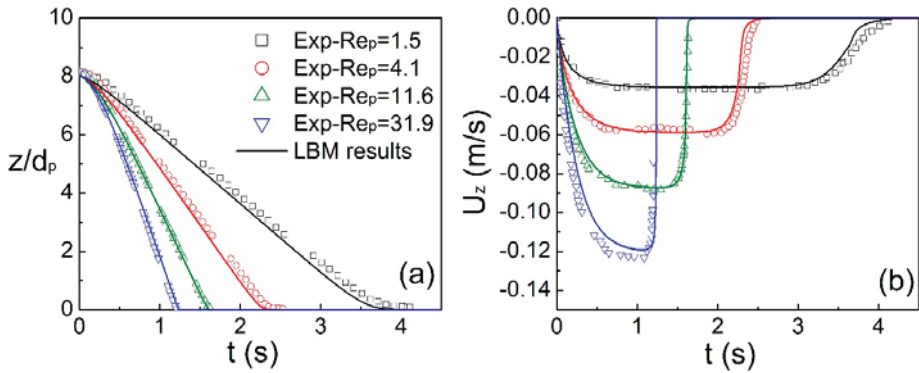 z/dₚ
8
6
4
2
0
0 1 2 3 4
t (s)
Exp-Reₚ=1.5
Exp-Reₚ=4.1
Exp-Reₚ=11.6
Exp-Reₚ=31.9
LBM results
(a)
U_z (m/s)
0.00
-0.02
-0.04
-0.06
-0.08
-0.10
-0.12
-0.14
0 1 2 3 4
t (s)
(b)